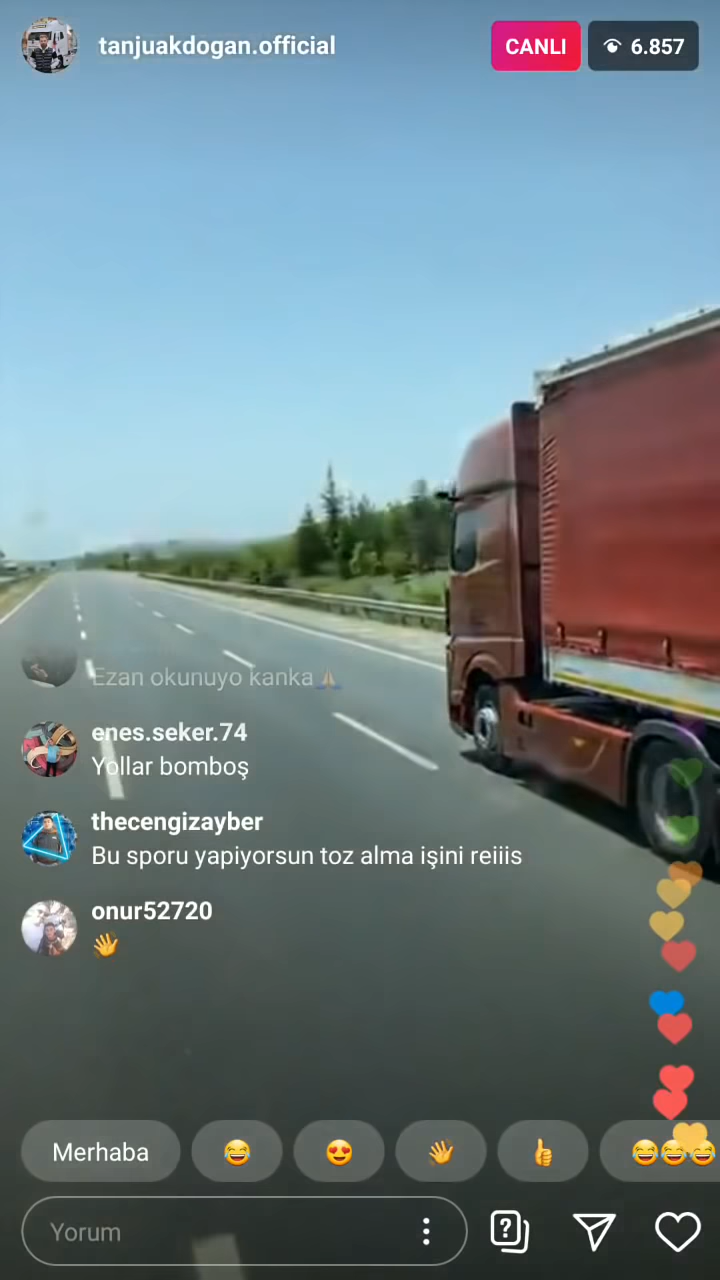 tanjuakdogan.official
CANLI
6.857
Ezan okunuyo kanka🙏
enes.seker.74
Yollar bomboş
thecengizayber
Bu sporu yapiyorsun toz alma işini reiiis
onur52720
👋
Merhaba 😂 😍 👋 👍 😂😂😂
Yorum